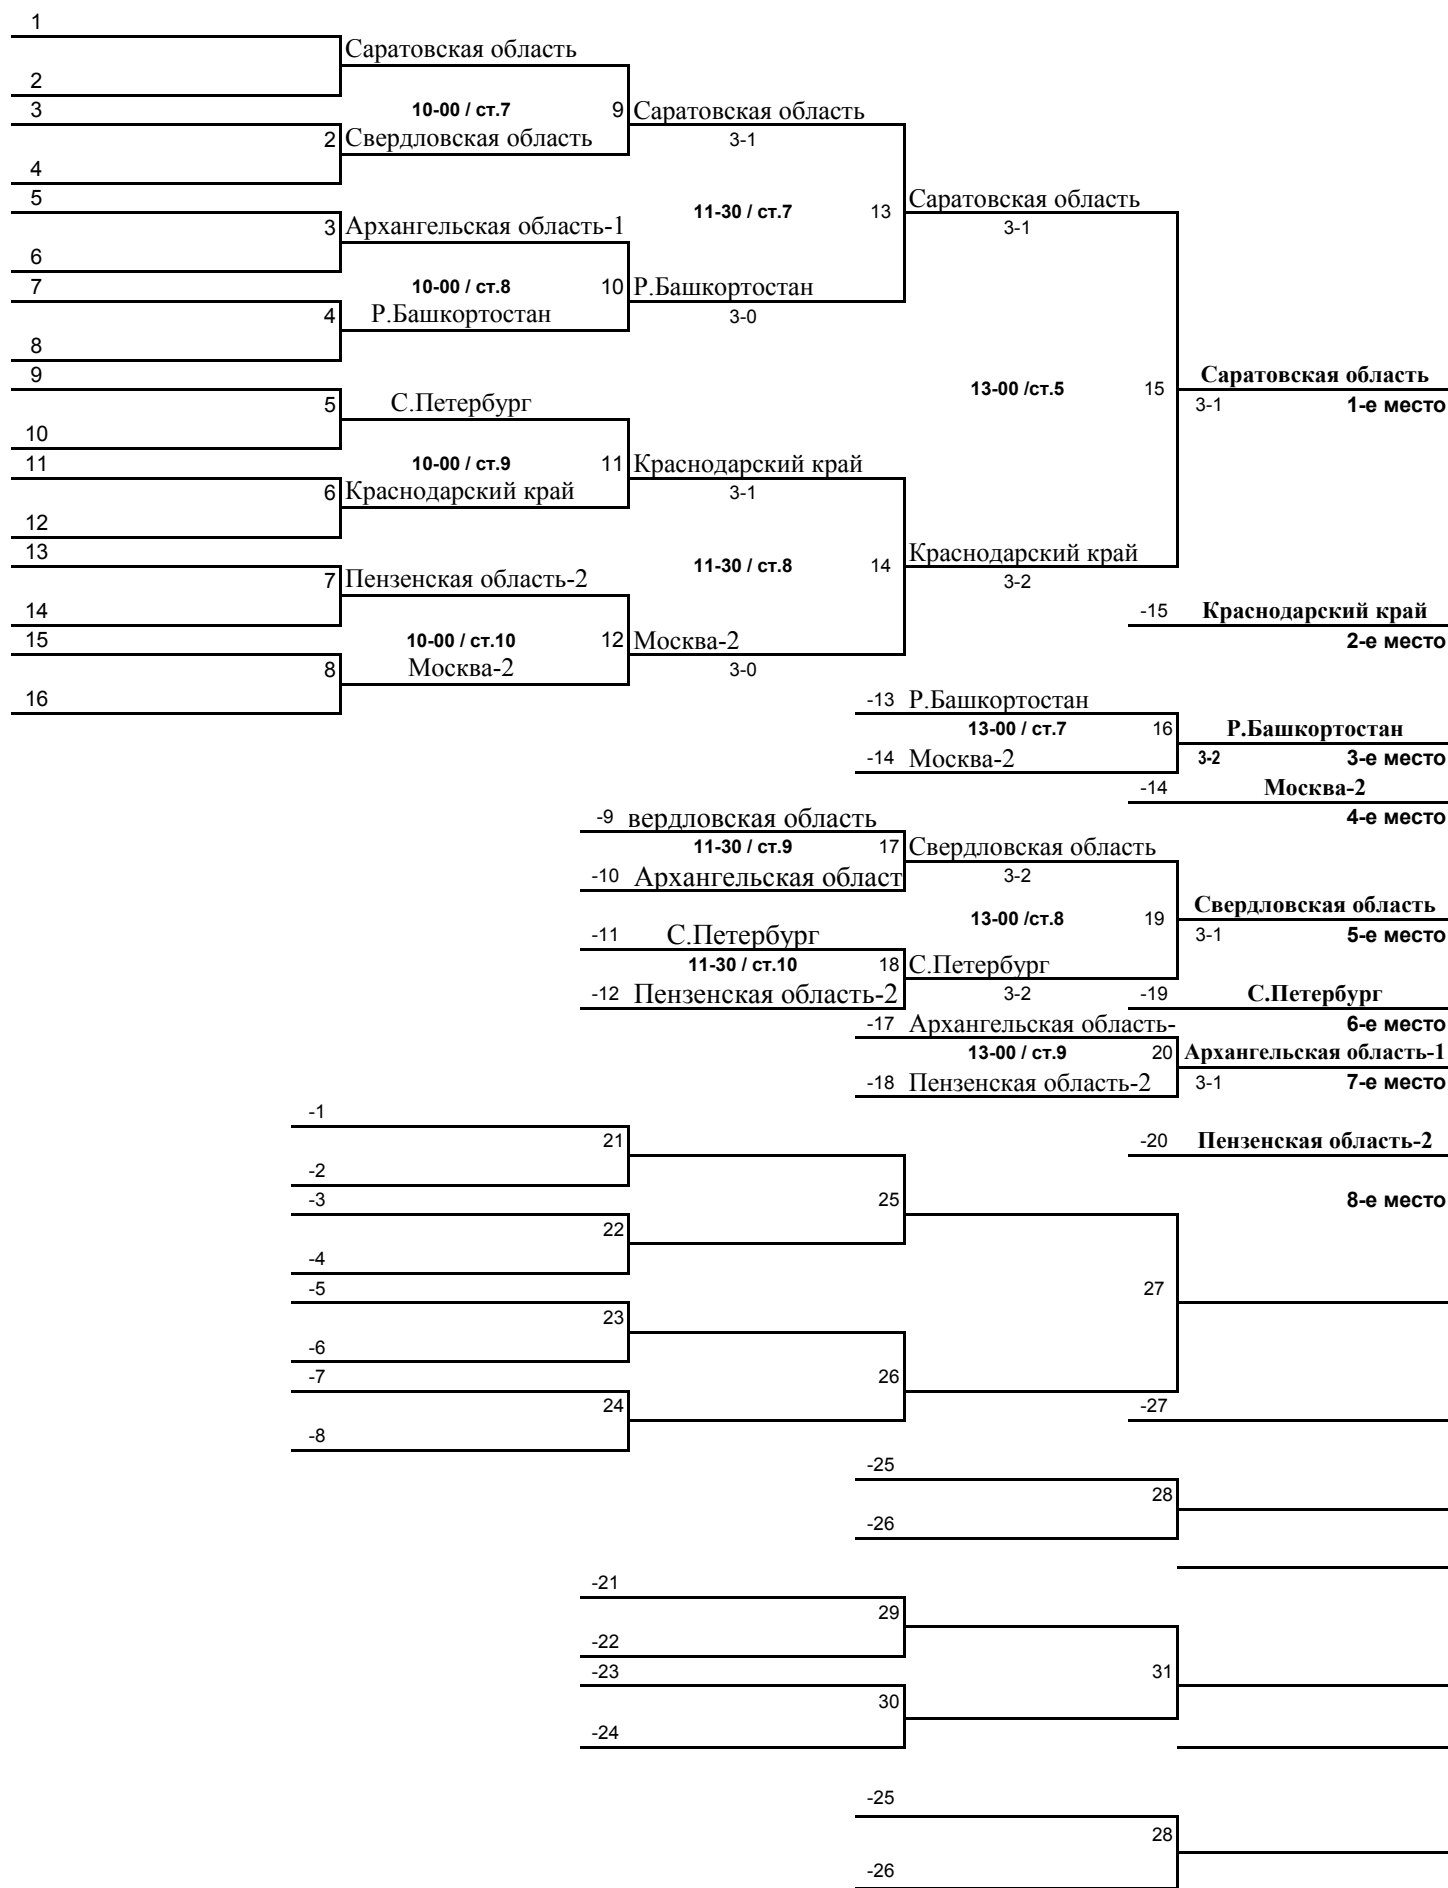 1
Саратовская область
2
3
10-00 / ст.7
9
Саратовская область
2
Свердловская область
3-1
4
5
11-30 / ст.7
13
Саратовская область
3
Архангельская область-1
3-1
6
7
10-00 / ст.8
10
Р.Башкортостан
4
Р.Башкортостан
3-0
8
9
13-00 /ст.5
15
Саратовская область
5
С.Петербург
3-1
1-е место
10
11
10-00 / ст.9
11
Краснодарский край
6
Краснодарский край
3-1
12
13
11-30 / ст.8
14
Краснодарский край
7
Пензенская область-2
3-2
14
-15
Краснодарский край
15
10-00 / ст.10
12
Москва-2
2-е место
8
Москва-2
3-0
16
-13
Р.Башкортостан
13-00 / ст.7
16
Р.Башкортостан
-14
Москва-2
3-2
3-е место
-14
Москва-2
-9
вердловская область
4-е место
11-30 / ст.9
17
Свердловская область
-10
Архангельская област
3-2
Свердловская область
13-00 /ст.8
19
-11
С.Петербург
3-1
5-е место
11-30 / ст.10
18
С.Петербург
-12
Пензенская область-2
3-2
-19
С.Петербург
-17
Архангельская область-
6-е место
13-00 / ст.9
20
Архангельская область-1
-18
Пензенская область-2
3-1
7-е место
-1
21
-20
Пензенская область-2
-2
-3
25
8-е место
22
-4
-5
27
23
-6
-7
26
24
-27
-8
-25
28
-26
-21
29
-22
-23
31
30
-24
-25
28
-26